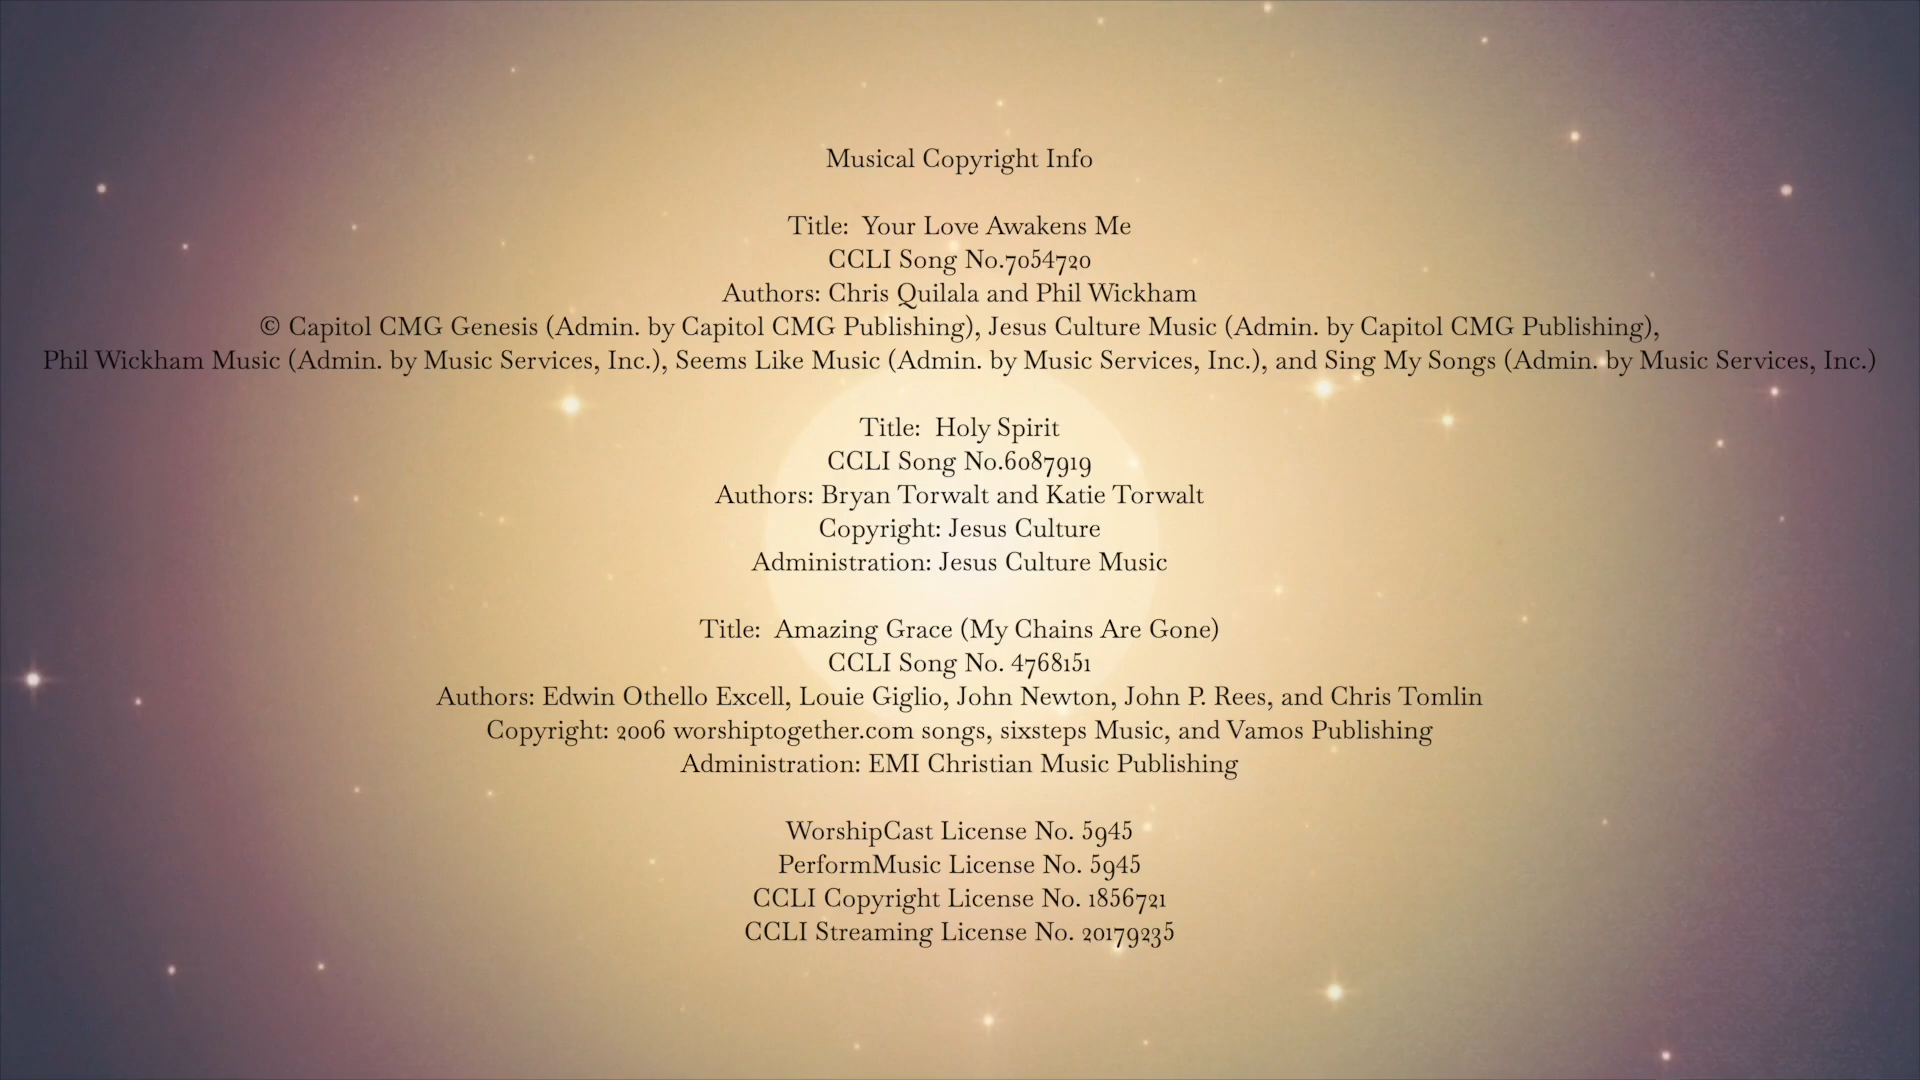 Musical Copyright Info
Title:  Your Love Awakens Me
CCLI Song No.7054720
Authors: Chris Quilala and Phil Wickham
© Capitol CMG Genesis (Admin. by Capitol CMG Publishing), Jesus Culture Music (Admin. by Capitol CMG Publishing),
Phil Wickham Music (Admin. by Music Services, Inc.), Seems Like Music (Admin. by Music Services, Inc.), and Sing My Songs (Admin. by Music Services, Inc.)
Title:  Holy Spirit
CCLI Song No.6087919
Authors: Bryan Torwalt and Katie Torwalt
Copyright: Jesus Culture
Administration: Jesus Culture Music
Title:  Amazing Grace (My Chains Are Gone)
CCLI Song No. 4768151
Authors: Edwin Othello Excell, Louie Giglio, John Newton, John P. Rees, and Chris Tomlin
Copyright: 2006 worshiptogether.com songs, sixsteps Music, and Vamos Publishing
Administration: EMI Christian Music Publishing
WorshipCast License No. 5945
PerformMusic License No. 5945
CCLI Copyright License No. 1856721
CCLI Streaming License No. 20179235